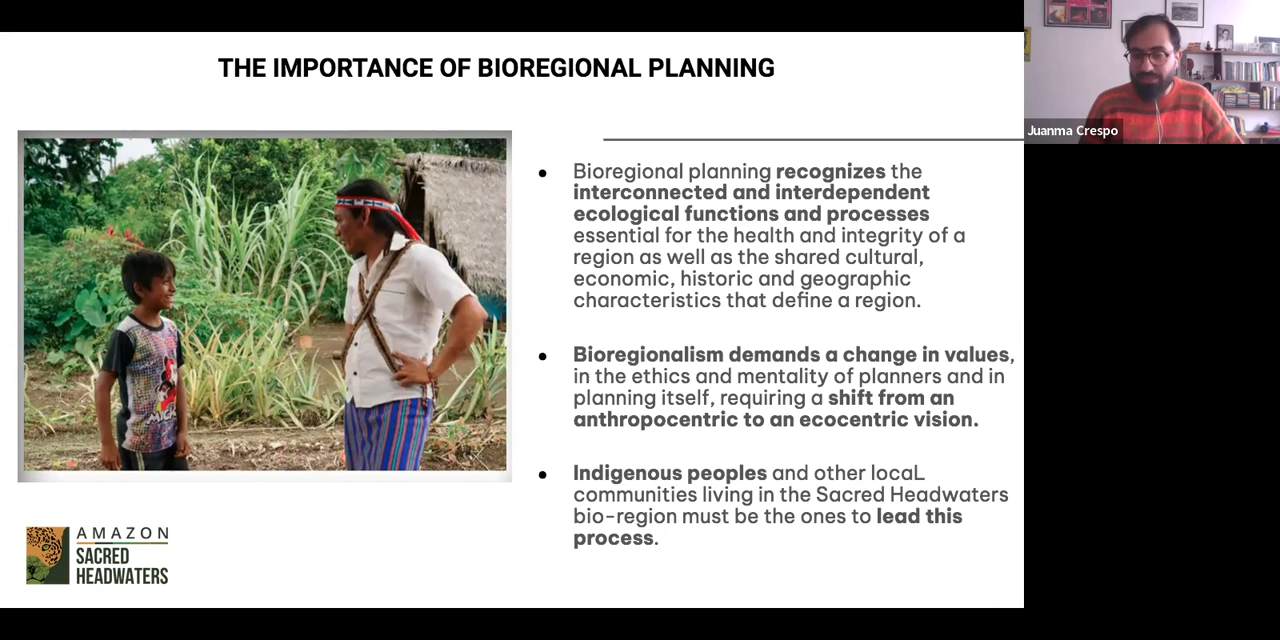 THE IMPORTANCE OF BIOREGIONAL PLANNING
Juanma Crespo
Bioregional planning recognizes the
interconnected and interdependent
ecological functions and processes
essential for the health and integrity of a
region as well as the shared cultural,
economic, historic and geographic
characteristics that define a region.
Bioregionalism demands a change in values,
in the ethics and mentality of planners and in
planning itself, requiring a shift from an
anthropocentric to an ecocentric vision.
Indigenous peoples and other locaL
communities living in the Sacred Headwaters
bio-region must be the ones to lead this
process.
AMAZON
SACRED
HEADWATERS